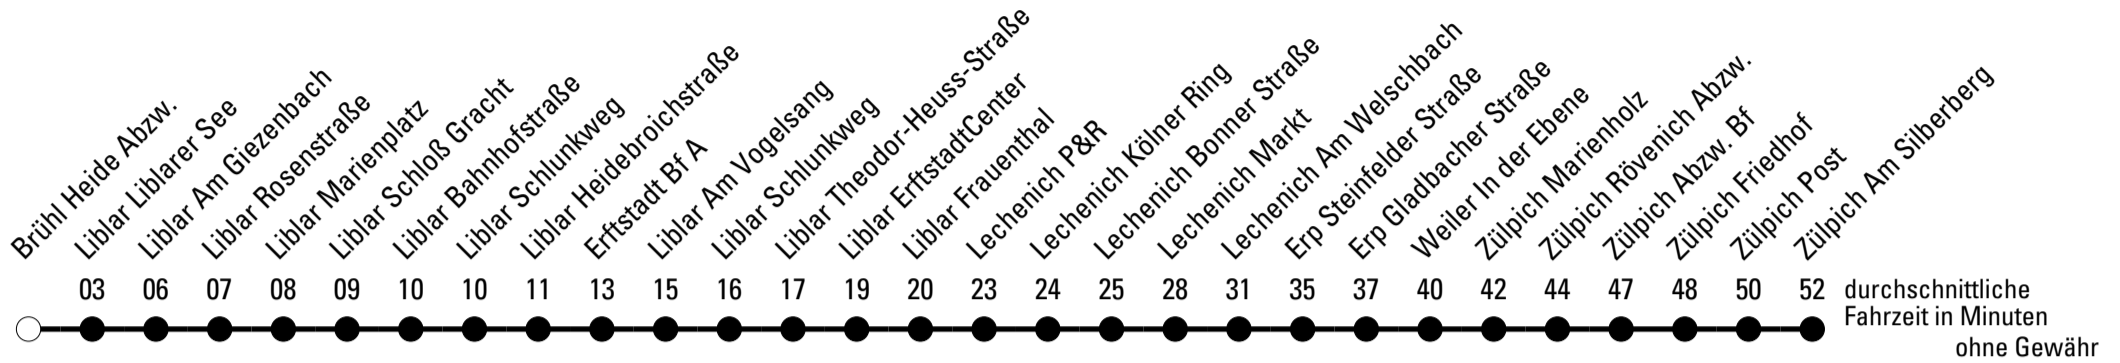 Brühl Heide Abzw.
Liblar Liblarer See
Liblar Am Giezenbach
Liblar Rosenstraße
Liblar Marienplatz
Liblar Schloß Gracht
Liblar Bahnhofstraße
Liblar Schlunkweg
Liblar Heidebroichstraße
Erftstadt Bf A
Liblar Am Vogelsang
Liblar Schlunkweg
Liblar Theodor-Heuss-Straße
Liblar ErftstadtCenter
Liblar Frauenthal
Lechenich P&R
Lechenich Kölner Ring
Lechenich Bonner Straße
Lechenich Markt
Lechenich Am Welschbach
Erp Steinfelder Straße
Erp Gladbacher Straße
Weiler In der Ebene
Zülpich Marienholz
Zülpich Rövenich Abzw.
Zülpich Abzw. Bf
Zülpich Friedhof
Zülpich Post
Zülpich Am Silberberg
03 06 07 08 09 10 10 11 13 15 16 17 19 20 23 24 25 28 31 35 37 40 42 44 47 48 50 52
durchschnittliche
Fahrzeit in Minuten
ohne Gewähr